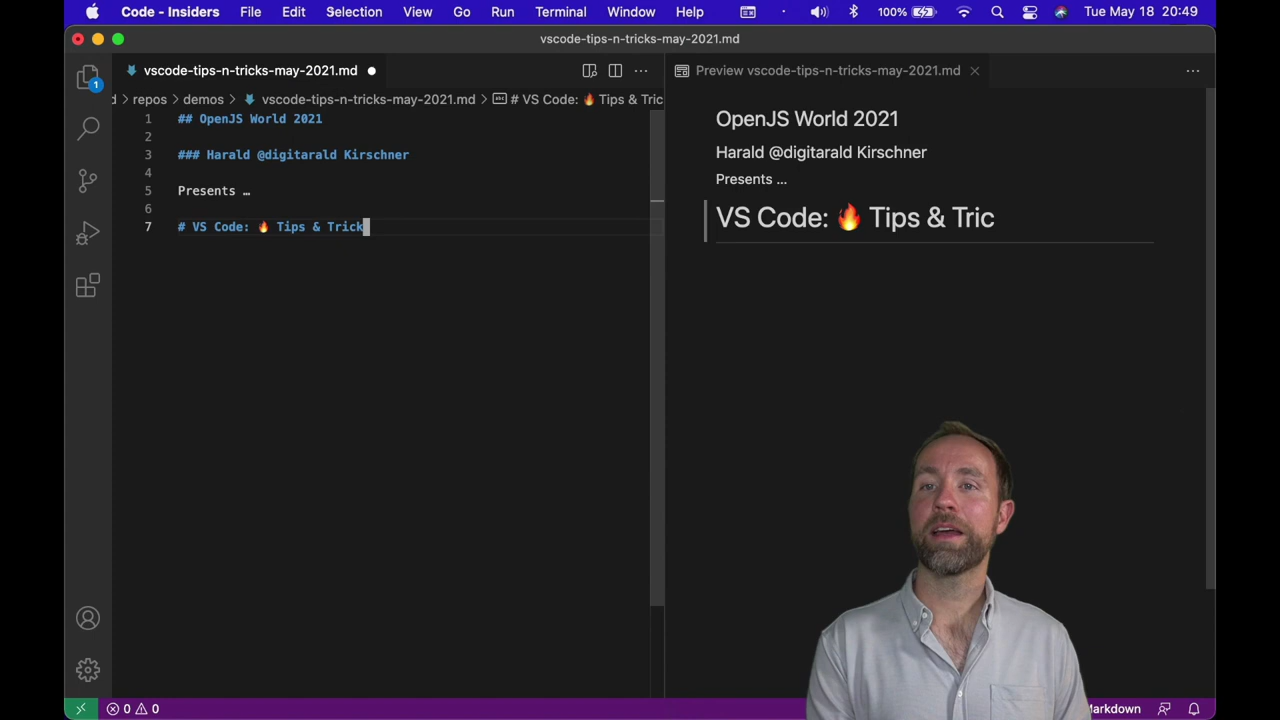 Code - Insiders File Edit Selection View Go Run Terminal Window Help 100% Tue May 18 20:49
vscode-tips-n-tricks-may-2021.md
vscode-tips-n-tricks-may-2021.md
Preview vscode-tips-n-tricks-may-2021.md
1
d > repos > demos > vscode-tips-n-tricks-may-2021.md > # VS Code: 🔥 Tips & Tric
1 ## OpenJS World 2021
2
3 ### Harald @digitarald Kirschner
4
5 Presents …
6
7 # VS Code: 🔥 Tips & Trick
OpenJS World 2021
Harald @digitarald Kirschner
Presents ...
VS Code: 🔥 Tips & Tric
0 0
arkdown